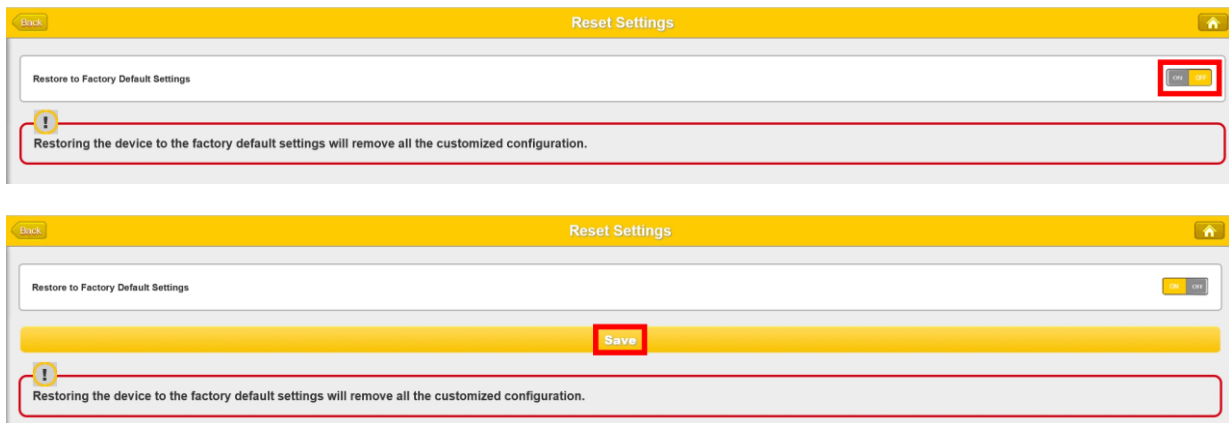 Back
Reset Settings
Restore to Factory Default Settings
ON OFF
!
Restoring the device to the factory default settings will remove all the customized configuration.
Back
Reset Settings
Restore to Factory Default Settings
ON OFF
Save
!
Restoring the device to the factory default settings will remove all the customized configuration.